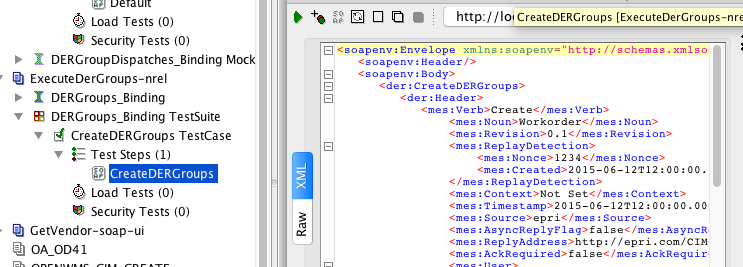 Default
Load Tests (0)
Security Tests (0)
DERGroupDispatches_Binding Mock
ExecuteDerGroups-nrel
DERGroups_Binding
DERGroups_Binding TestSuite
CreateDERGroups TestCase
Test Steps (1)
CreateDERGroups
Load Tests (0)
Security Tests (0)
GetVendor-soap-ui
OA_OD41
http://lo
CreateDERGroups [ExecuteDerGroups-nre
XML
Raw
<soapenv:Envelope xmlns:soapenv="http://schemas.xmlso
<soapenv:Header/>
<soapenv:Body>
<der:CreateDERGroups>
<der:Header>
<mes:Verb>Create</mes:Verb>
<mes:Noun>Workorder</mes:Noun>
<mes:Revision>0.1</mes:Revision>
<mes:ReplayDetection>
<mes:Nonce>1234</mes:Nonce>
<mes:Created>2015-06-12T12:00:00.
</mes:ReplayDetection>
<mes:Context>Not Set</mes:Context>
<mes:Timestamp>2015-06-12T12:00:00.00
<mes:Source>epri</mes:Source>
<mes:AsyncReplyFlag>false</mes:AsyncR
<mes:ReplyAddress>http://epri.com/CIM
<mes:AckRequired>false</mes:AckRequir
<mes:User>